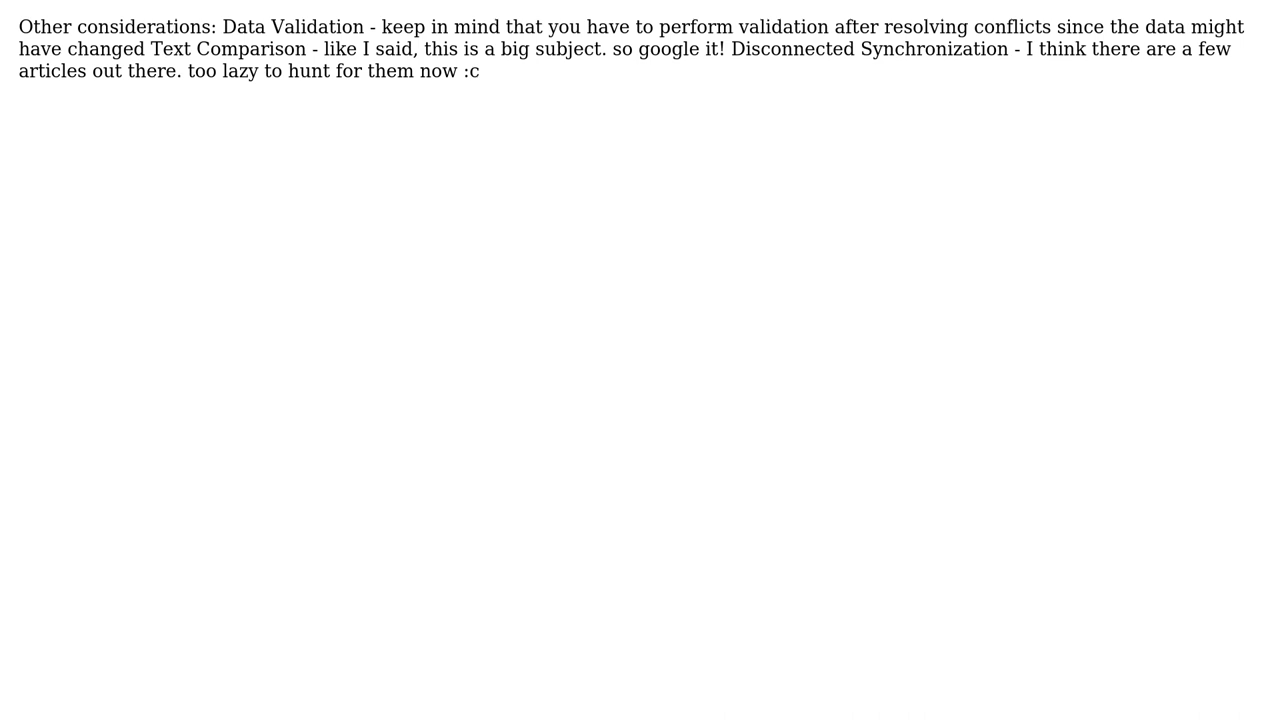 Other considerations: Data Validation - keep in mind that you have to perform validation after resolving conflicts since the data might
have changed Text Comparison - like I said, this is a big subject. so google it! Disconnected Synchronization - I think there are a few
articles out there. too lazy to hunt for them now :c